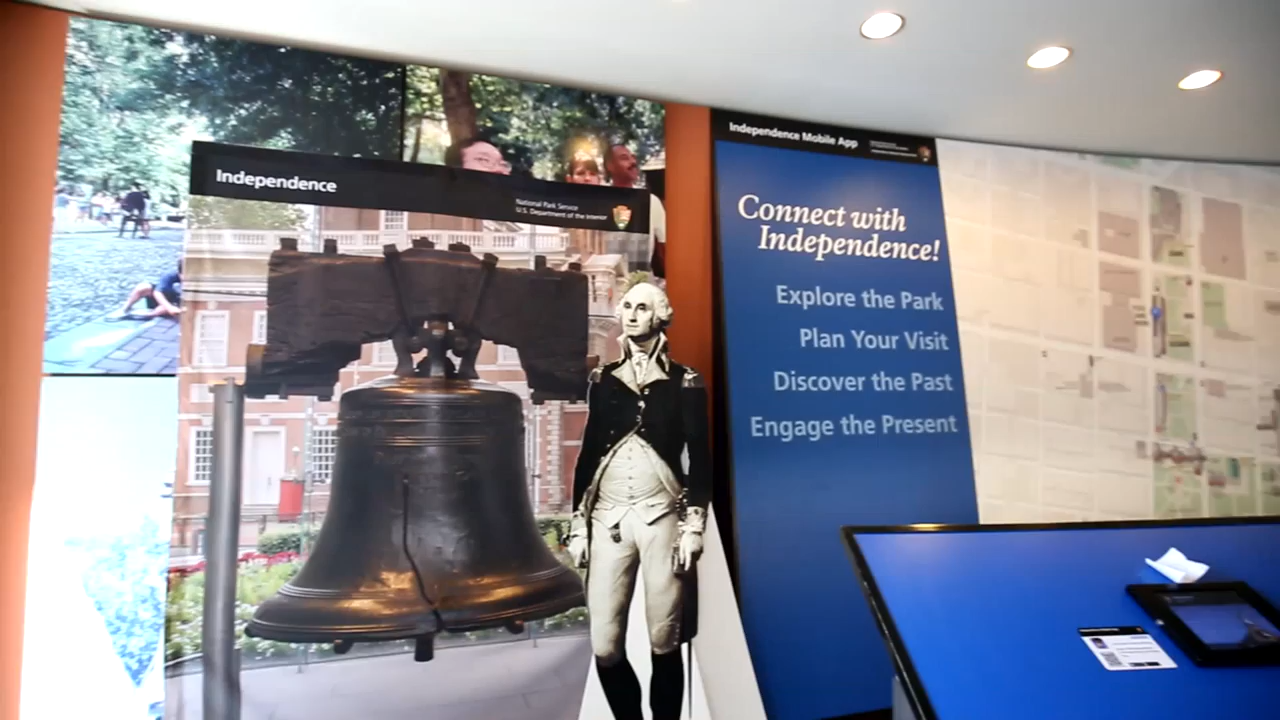 Independence
National Park Service
U.S. Department of the Interior
Independence Mobile App
Connect with
Independence!
Explore the Park
Plan Your Visit
Discover the Past
Engage the Present